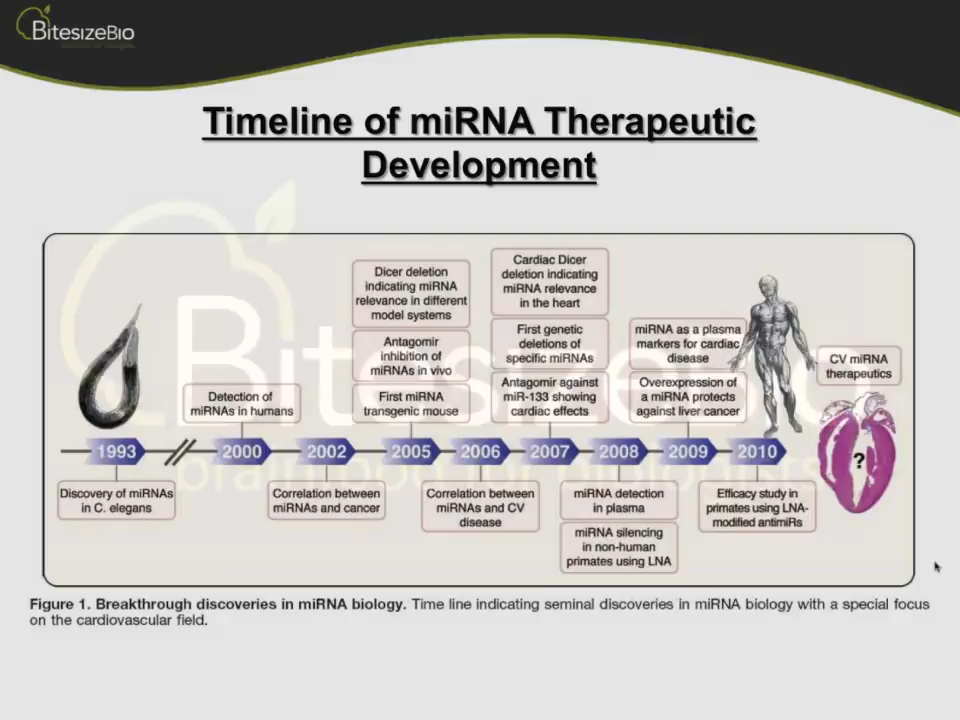 BitesizeBio
Timeline of miRNA Therapeutic
Development
Dicer deletion
indicating miRNA
relevance in different
model systems
Cardiac Dicer
deletion indicating
miRNA relevance
in the heart
Antagomir
inhibition of
miRNAs in vivo
First genetic
deletions of
specific miRNAs
miRNA as a plasma
markers for cardiac
disease
CV miRNA
therapeutics
Detection of
miRNAs in humans
First miRNA
transgenic mouse
Antagomir against
miR-133 showing
cardiac effects
Overexpression of
a miRNA protects
against liver cancer
1993 2000 2002 2005 2006 2007 2008 2009 2010
?
Discovery of miRNAs
in C. elegans
Correlation between
miRNAs and cancer
Correlation between
miRNAs and CV
disease
miRNA detection
in plasma
miRNA silencing
in non-human
primates using LNA
Efficacy study in
primates using LNA-
modified antimiRs
Bitesizebio
Figure 1. Breakthrough discoveries in miRNA biology. Time line indicating seminal discoveries in miRNA biology with a special focus
on the cardiovascular field.